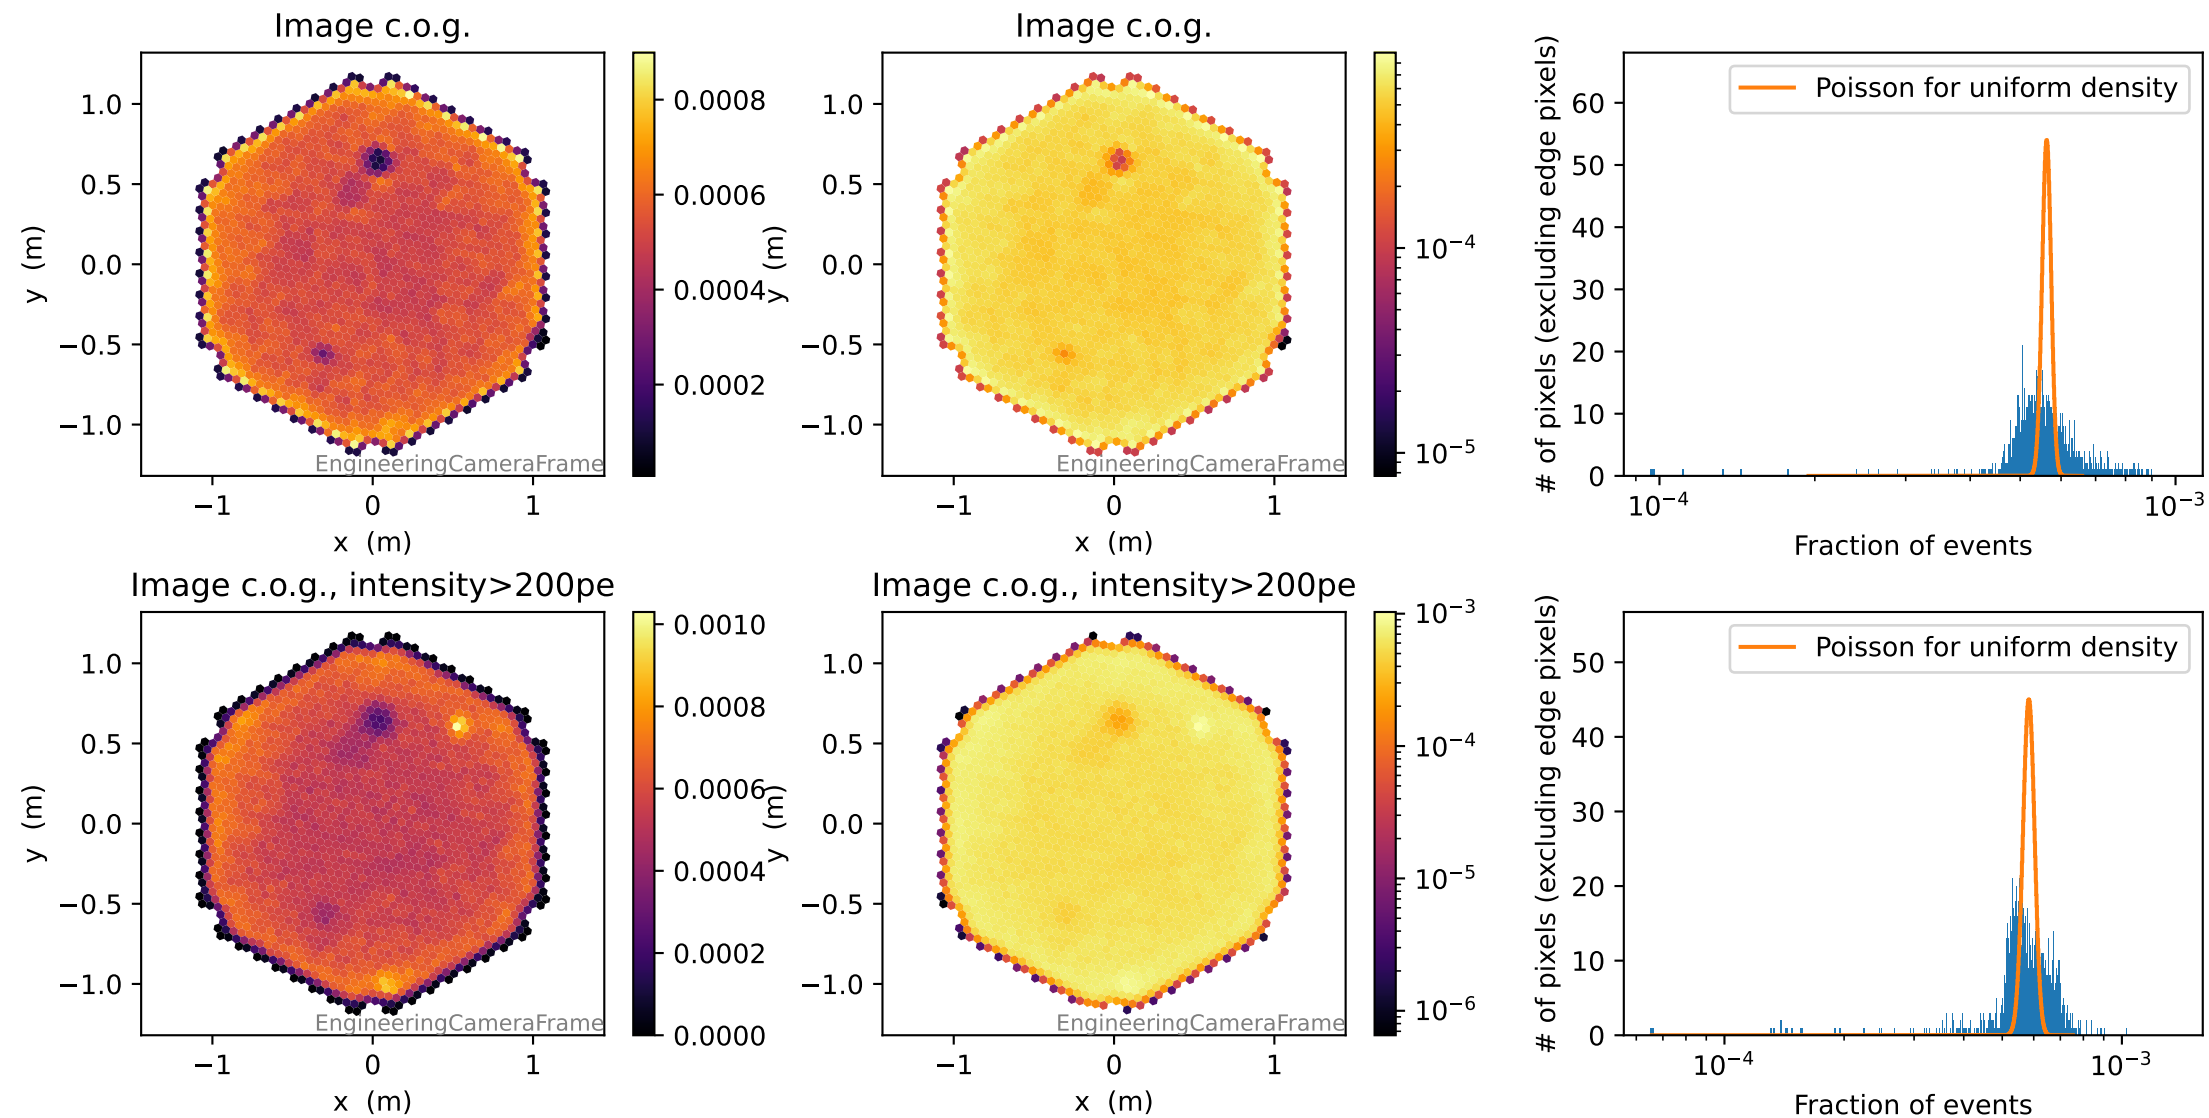 Image c.o.g.
1.0
0.5
0.0
−0.5
−1.0
y (m)
−1 0 1
x (m)
EngineeringCameraFrame
0.0008
0.0006
0.0004
0.0002
Image c.o.g.
1.0
0.5
0.0
−0.5
−1.0
y (m)
−1 0 1
x (m)
EngineeringCameraFrame
10⁻⁴
10⁻⁵
Poisson for uniform density
# of pixels (excluding edge pixels)
60
50
40
30
20
10
0
10⁻⁴ 10⁻³
Fraction of events
Image c.o.g., intensity>200pe
1.0
0.5
0.0
−0.5
−1.0
y (m)
−1 0 1
x (m)
EngineeringCameraFrame
0.0010
0.0008
0.0006
0.0004
0.0002
0.0000
Image c.o.g., intensity>200pe
1.0
0.5
0.0
−0.5
−1.0
y (m)
−1 0 1
x (m)
EngineeringCameraFrame
10⁻³
10⁻⁴
10⁻⁵
10⁻⁶
Poisson for uniform density
# of pixels (excluding edge pixels)
50
40
30
20
10
0
10⁻⁴ 10⁻³
Fraction of events